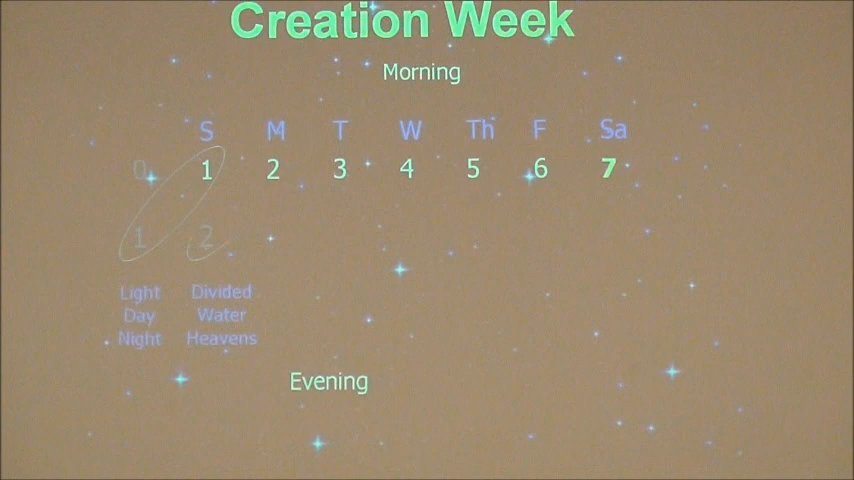 Creation Week
Morning
S M T W Th F Sa
0 1 2 3 4 5 6 7
1 2
Light Divided
Day Water
Night Heavens
Evening